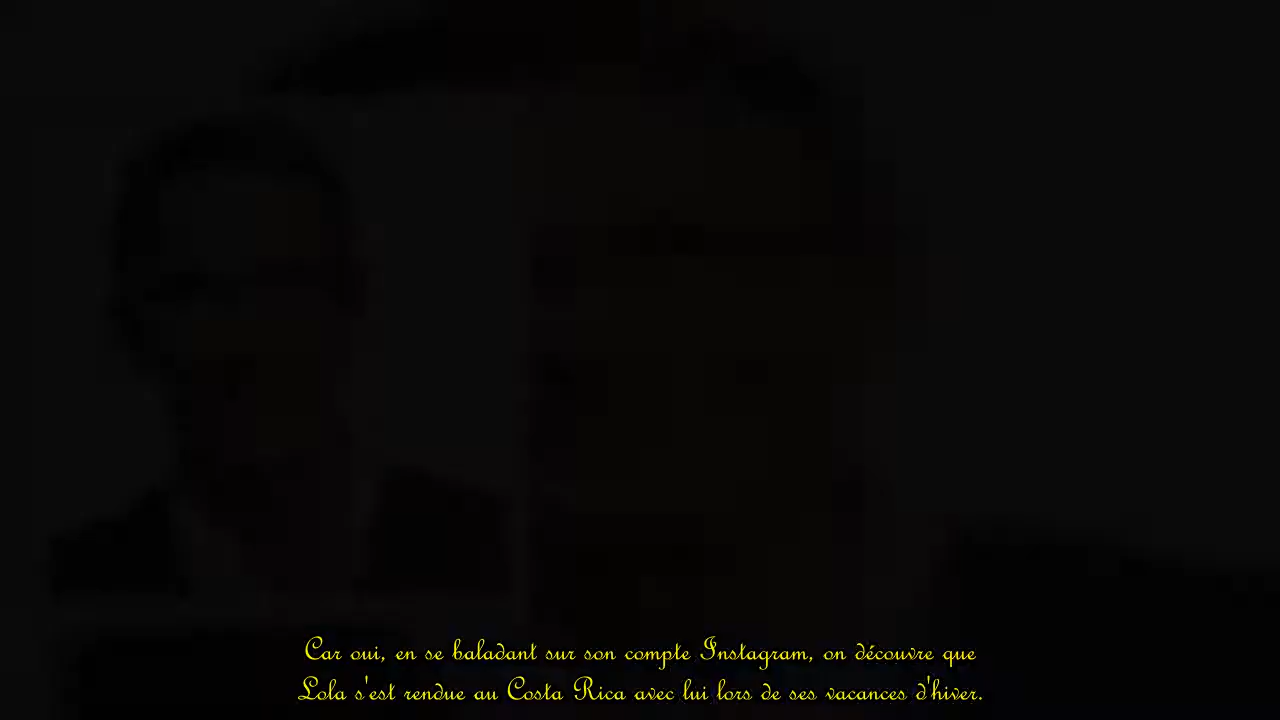 Car oui, en se baladant sur son compte Instagram, on découvre que
Lola s'est rendue au Costa Rica avec lui lors de ses vacances d'hiver.